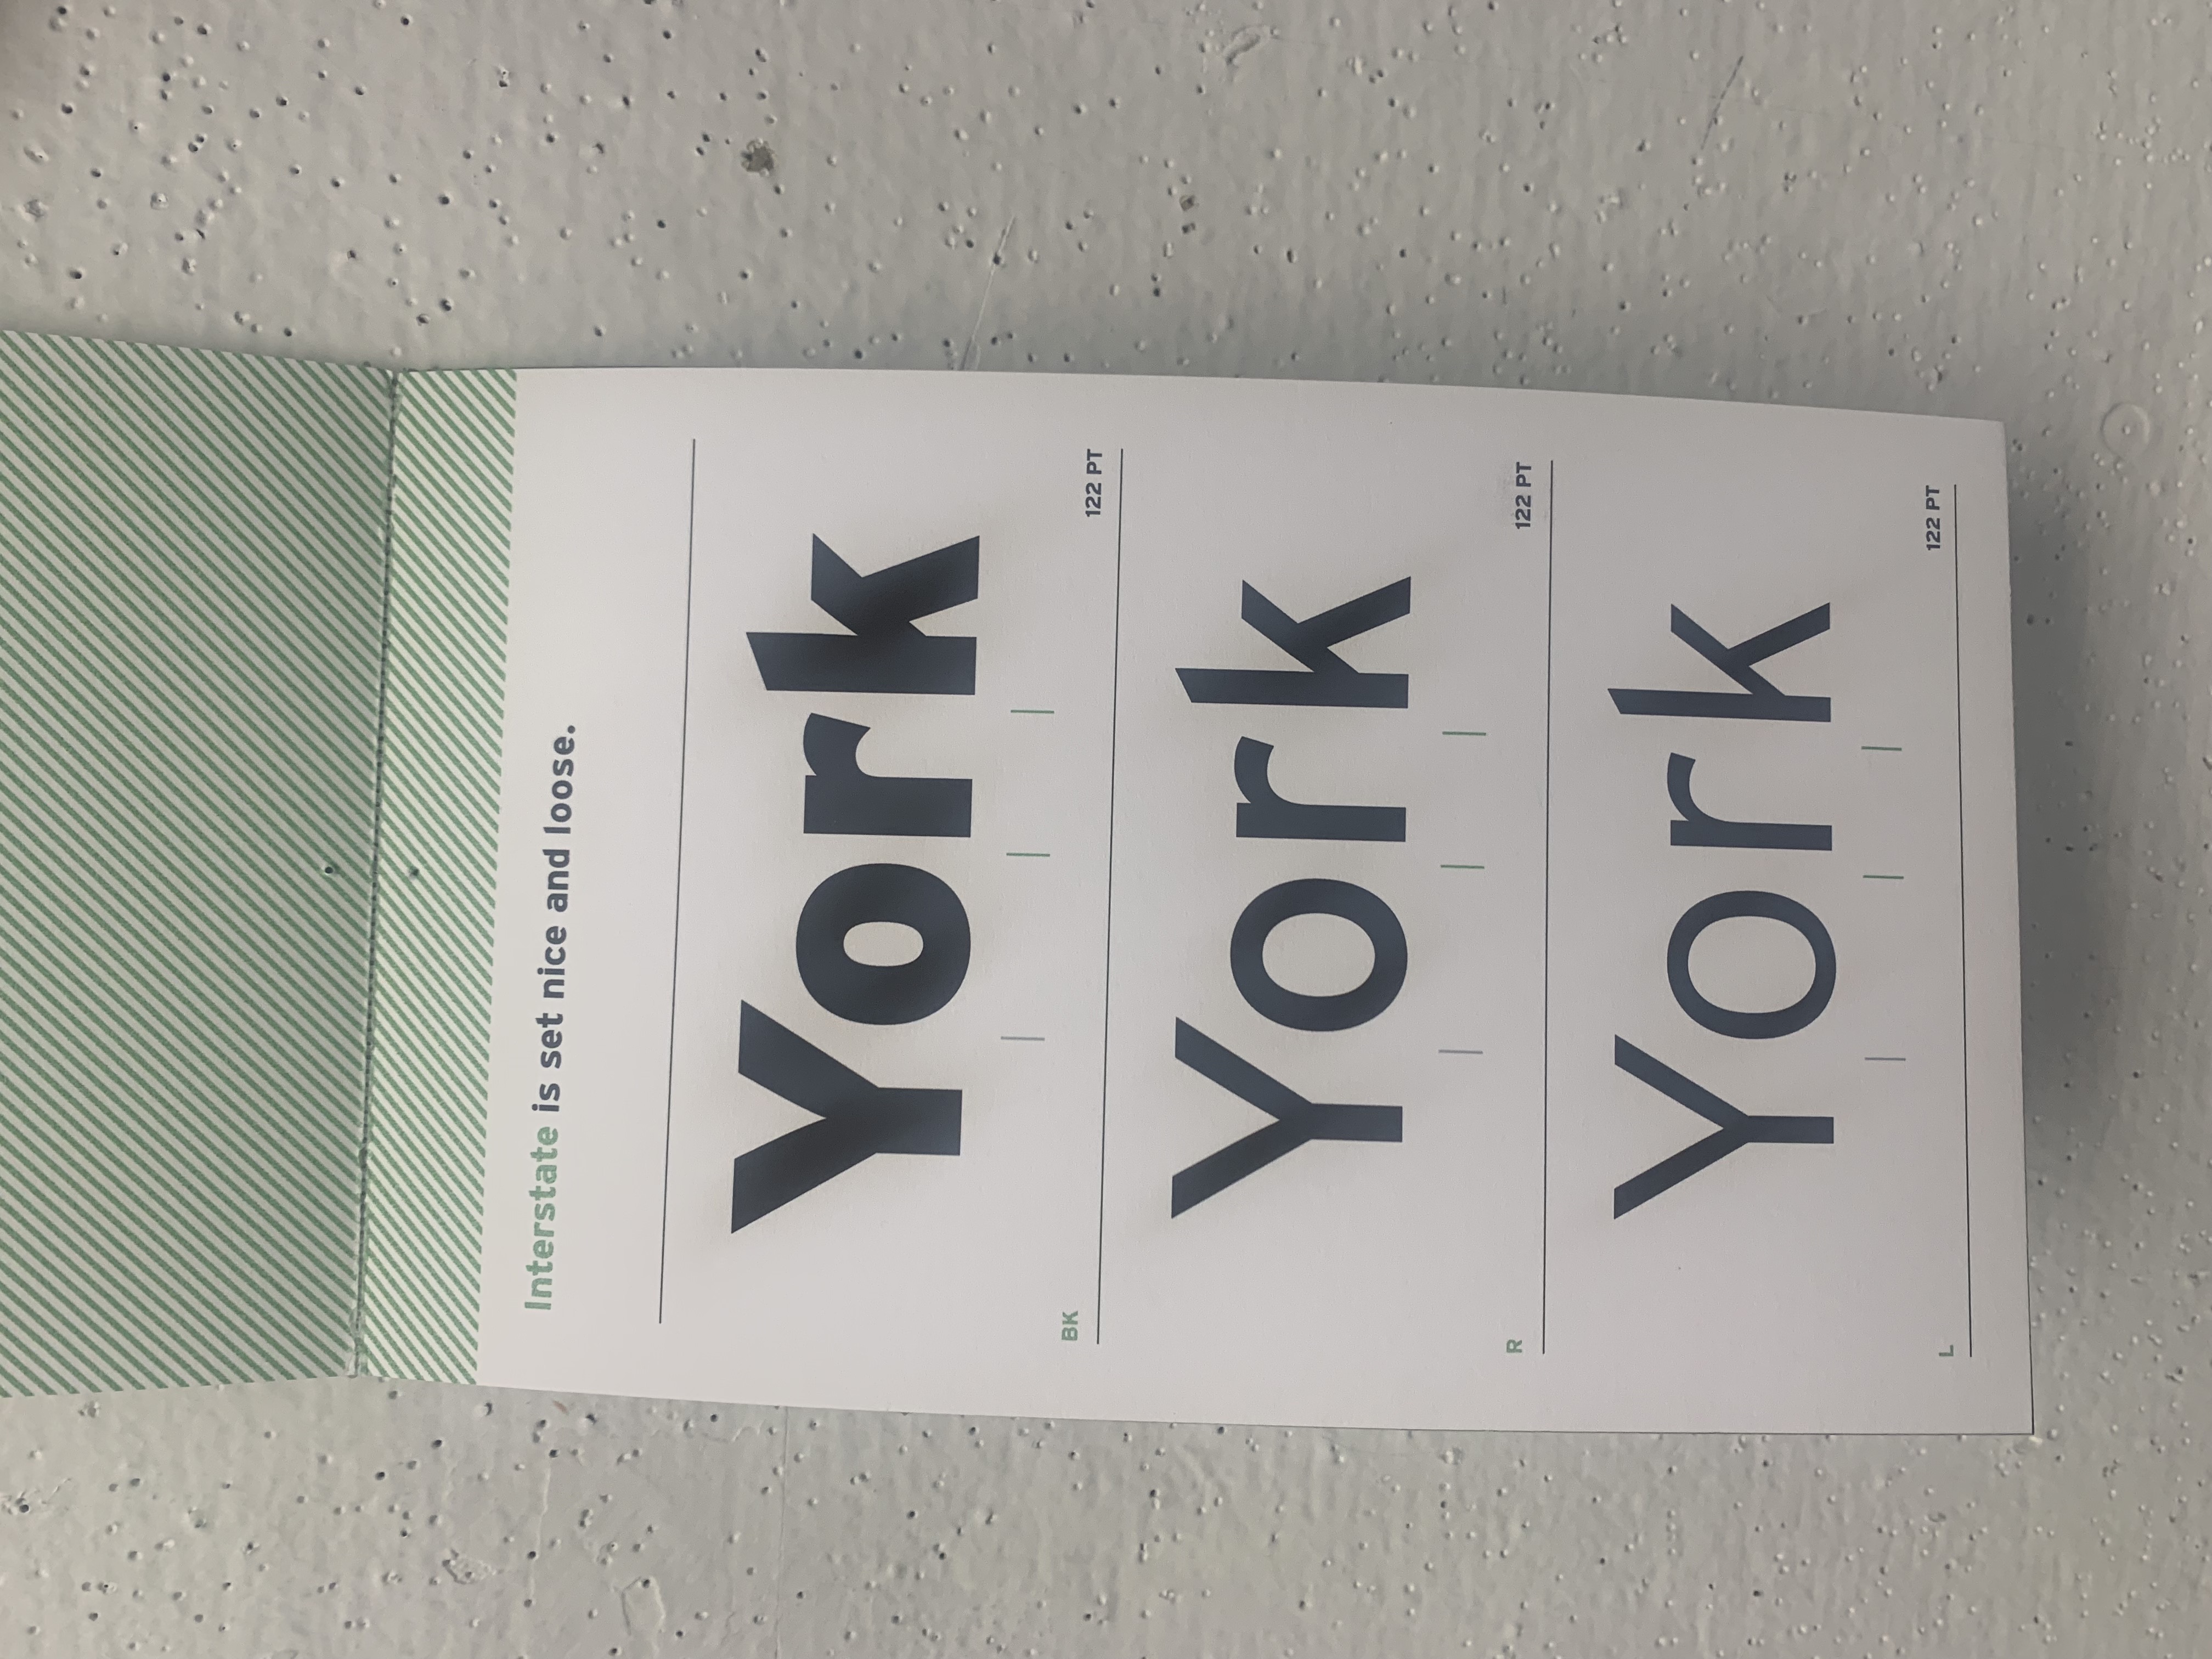 Interstate is set nice and loose.
York
BK
122 PT
York
R
122 PT
York
L
122 PT